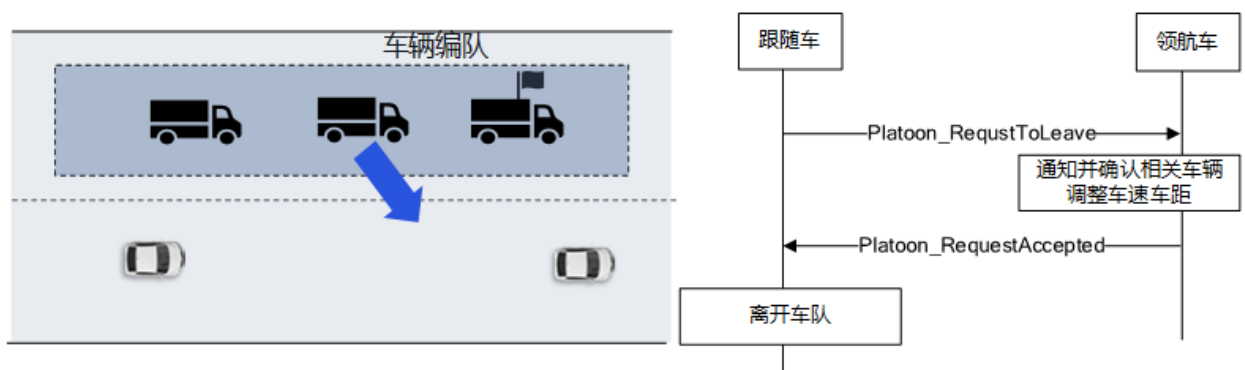 车辆编队
跟随车
领航车
Platoon_RequstToLeave
通知并确认相关车辆
调整车速车距
Platoon_RequestAccepted
离开车队